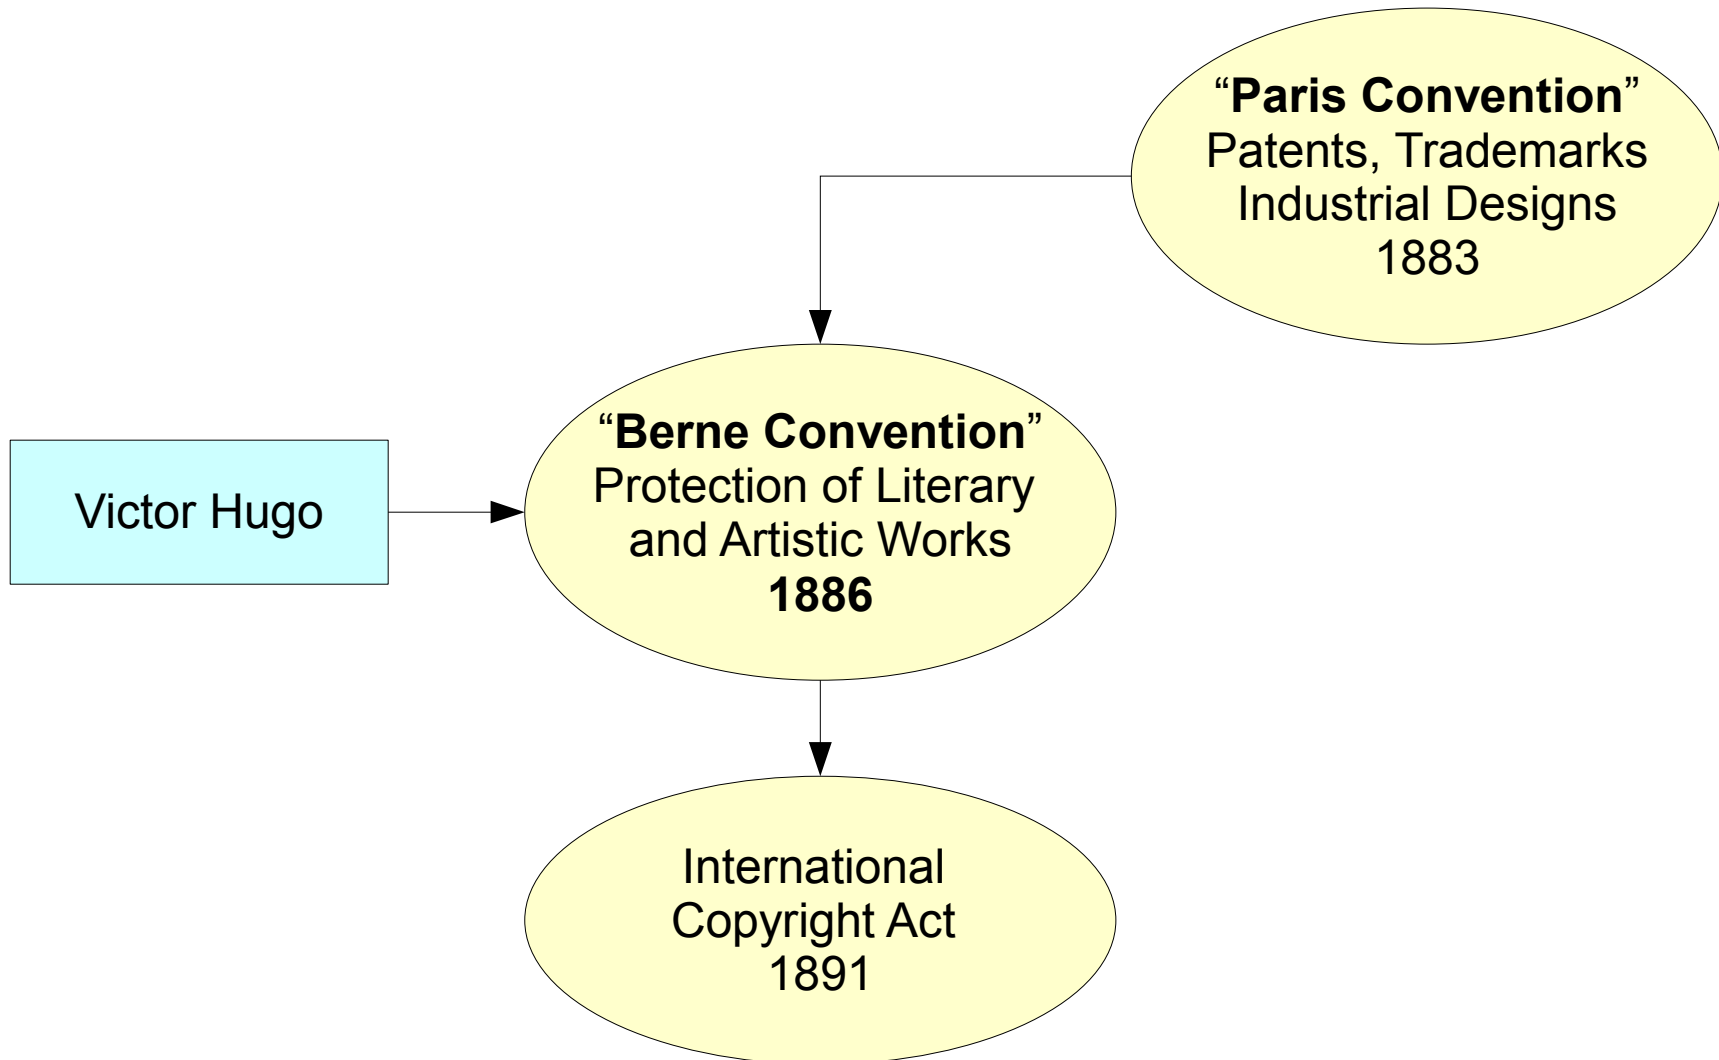 “Paris Convention”
Patents, Trademarks
Industrial Designs
1883
Victor Hugo
“Berne Convention”
Protection of Literary
and Artistic Works
1886
International
Copyright Act
1891